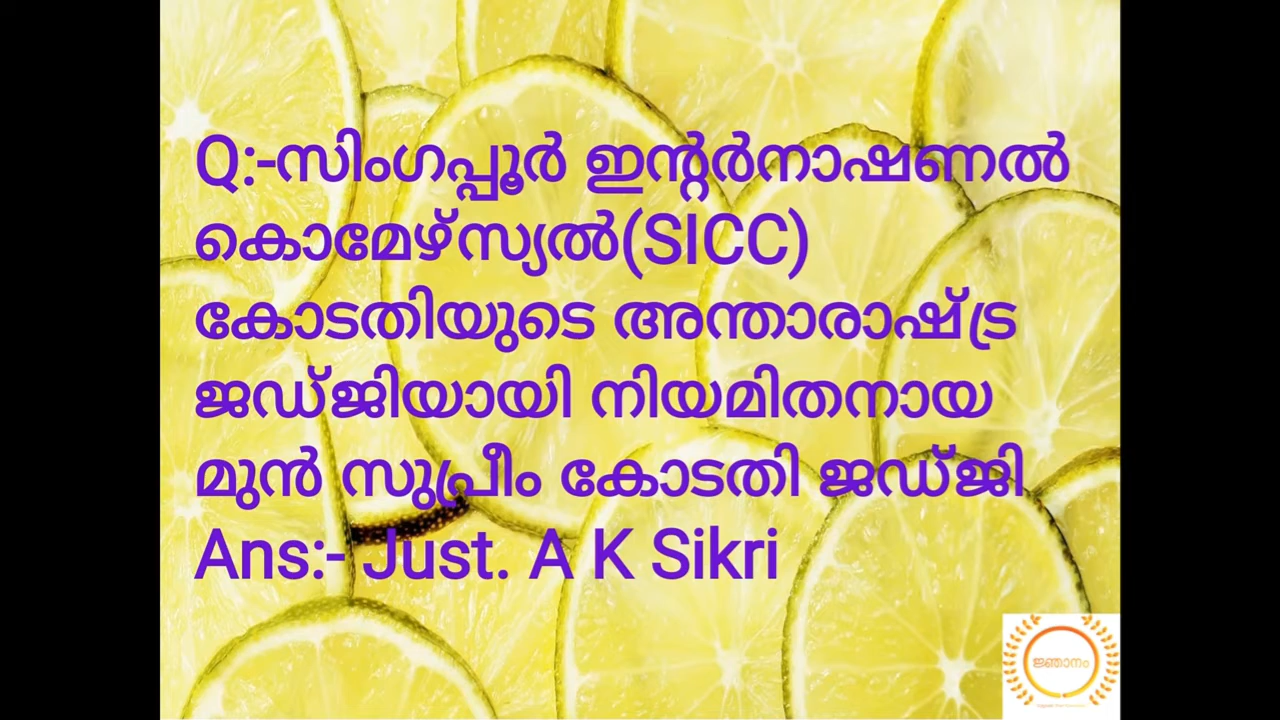 Q:-സിംഗപ്പൂർ ഇന്റർനാഷണൽ
കൊമേഴ്സ്യൽ(SICC)
കോടതിയുടെ അന്താരാഷ്ട്ര
ജഡ്ജിയായി നിയമിതനായ
മുൻ സുപ്രീം കോടതി ജഡ്ജി
Ans:- Just. A K Sikri
ജ്ഞാനം